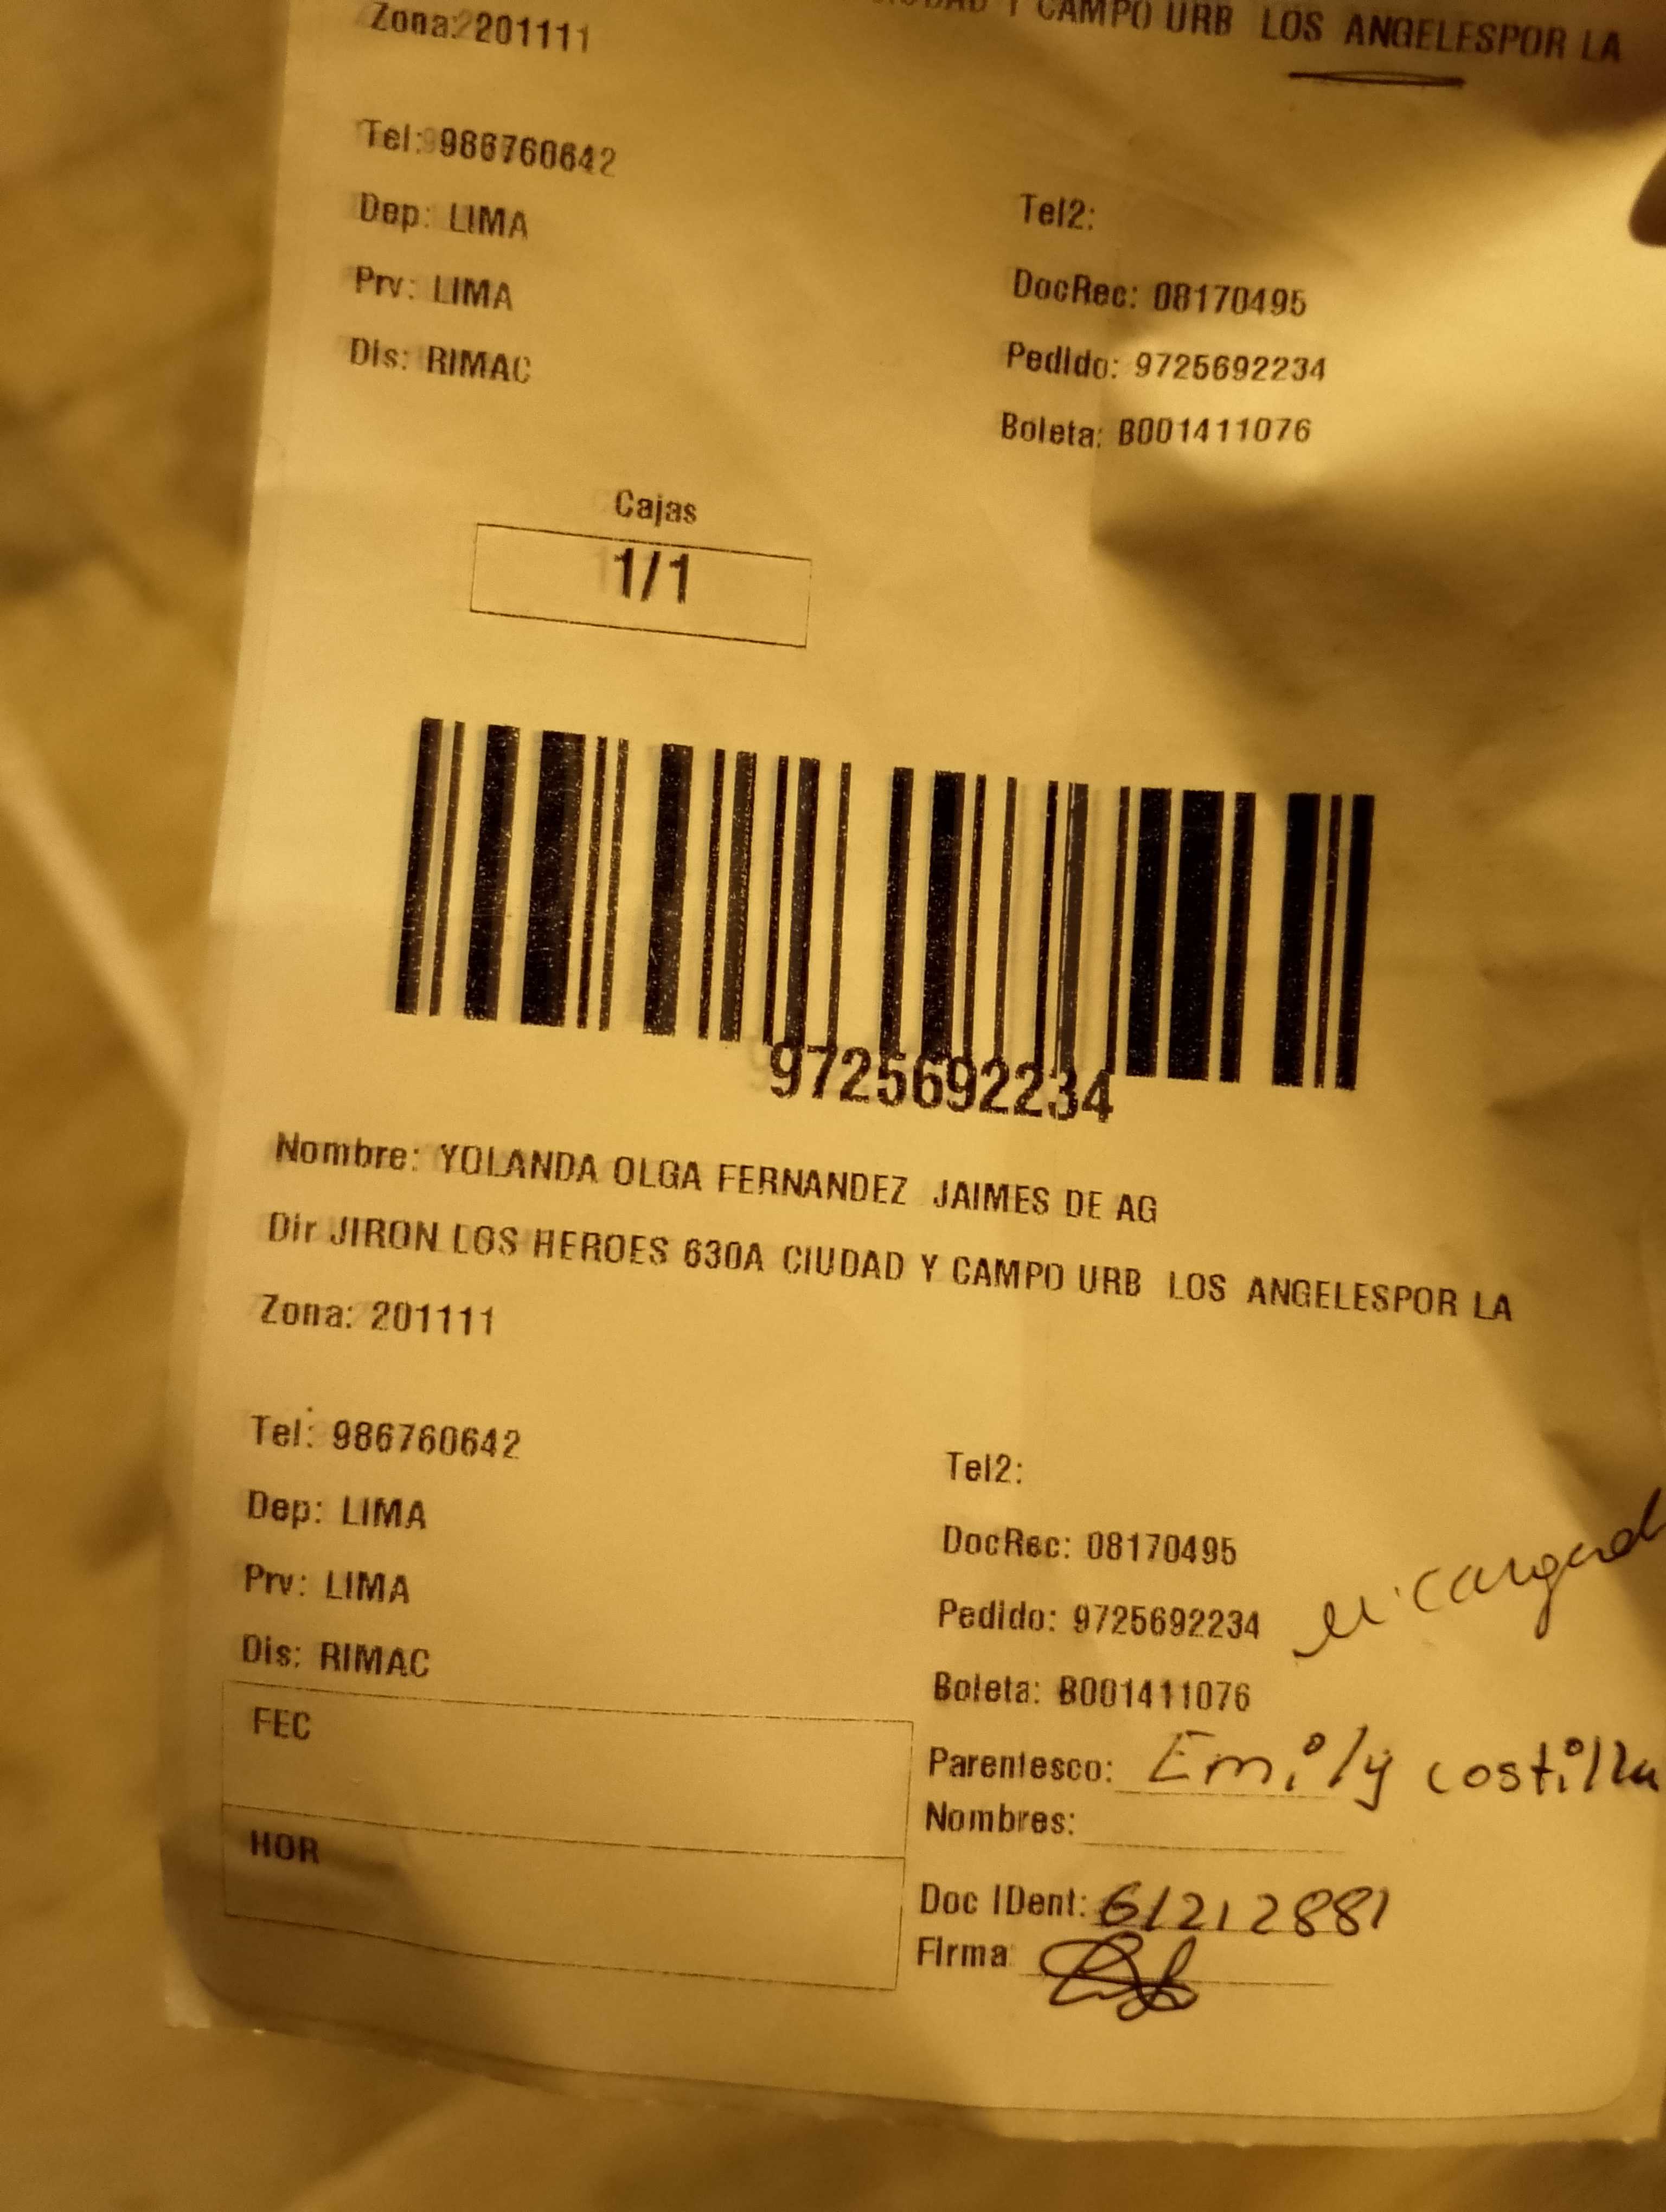 Y CAMPO URB LOS ANGELESPOR LA
Zona: 201111
Tel: 986760642
Dep: LIMA
Tel2:
Prv: LIMA
DocRec: 08170495
Dis: RIMAC
Pedido: 9725692234
Boleta: B001411076
Cajas
1/1
9725692234
Nombre: YOLANDA OLGA FERNANDEZ JAIMES DE AG
Dir JIRON LOS HEROES 630A CIUDAD Y CAMPO URB LOS ANGELESPOR LA
Zona: 201111
Tel: 986760642
Tel2:
Dep: LIMA
DocRec: 08170495
Prv: LIMA
Pedido: 9725692234
Dis: RIMAC
Boleta: B001411076
FEC
Parentesco: Emily costilla
Nombres:
HOR
Doc IDent: 61212881
Firma